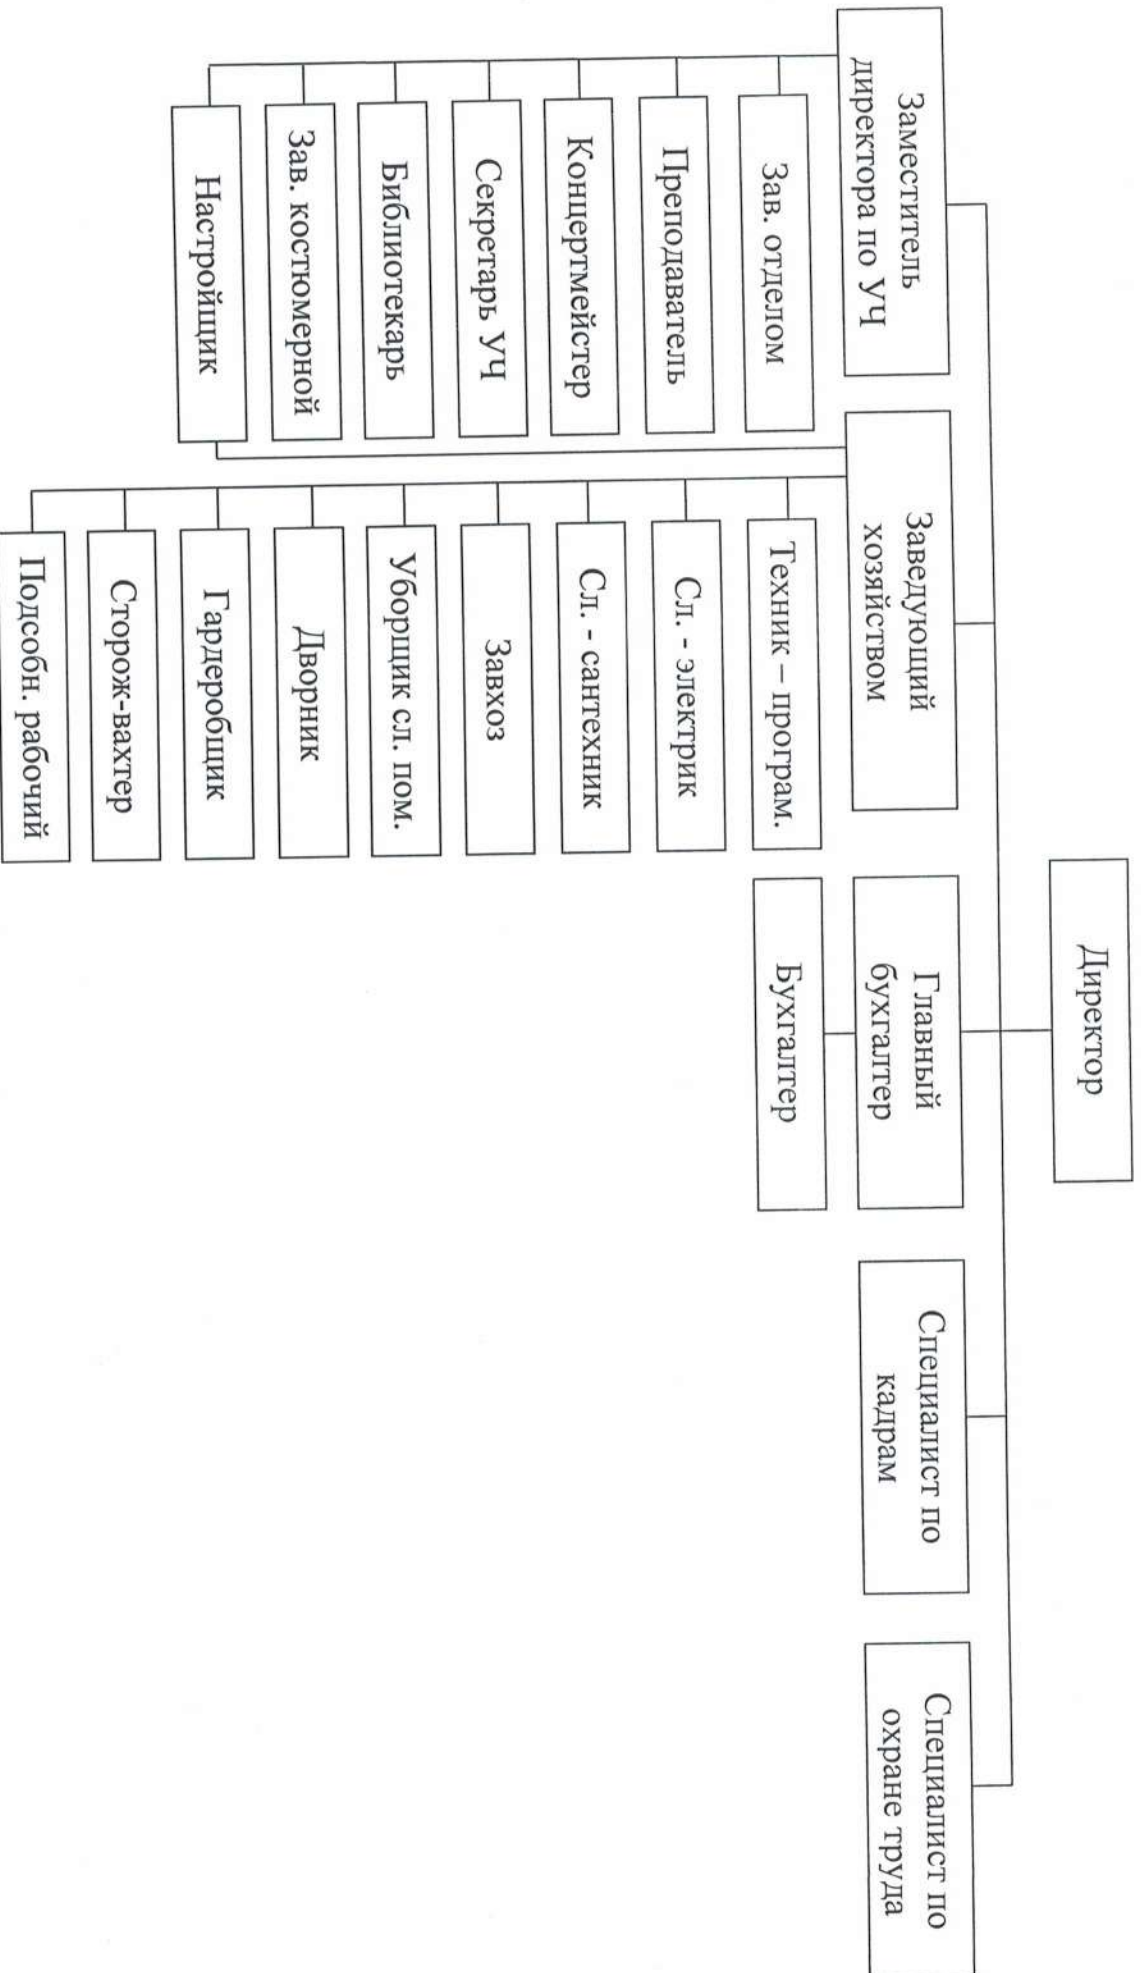 Директор
Заместитель
директора по УЧ
Заведующий
хозяйством
Главный
бухгалтер
Специалист по
кадрам
Специалист по
охране труда
Зав. отделом
Преподаватель
Концертмейстер
Секретарь УЧ
Библиотекарь
Зав. костюмерной
Настройщик
Техник – програм.
Сл. - электрик
Сл. - сантехник
Завхоз
Уборщик сл. пом.
Дворник
Гардеробщик
Сторож-вахтер
Подсобн. рабочий
Бухгалтер